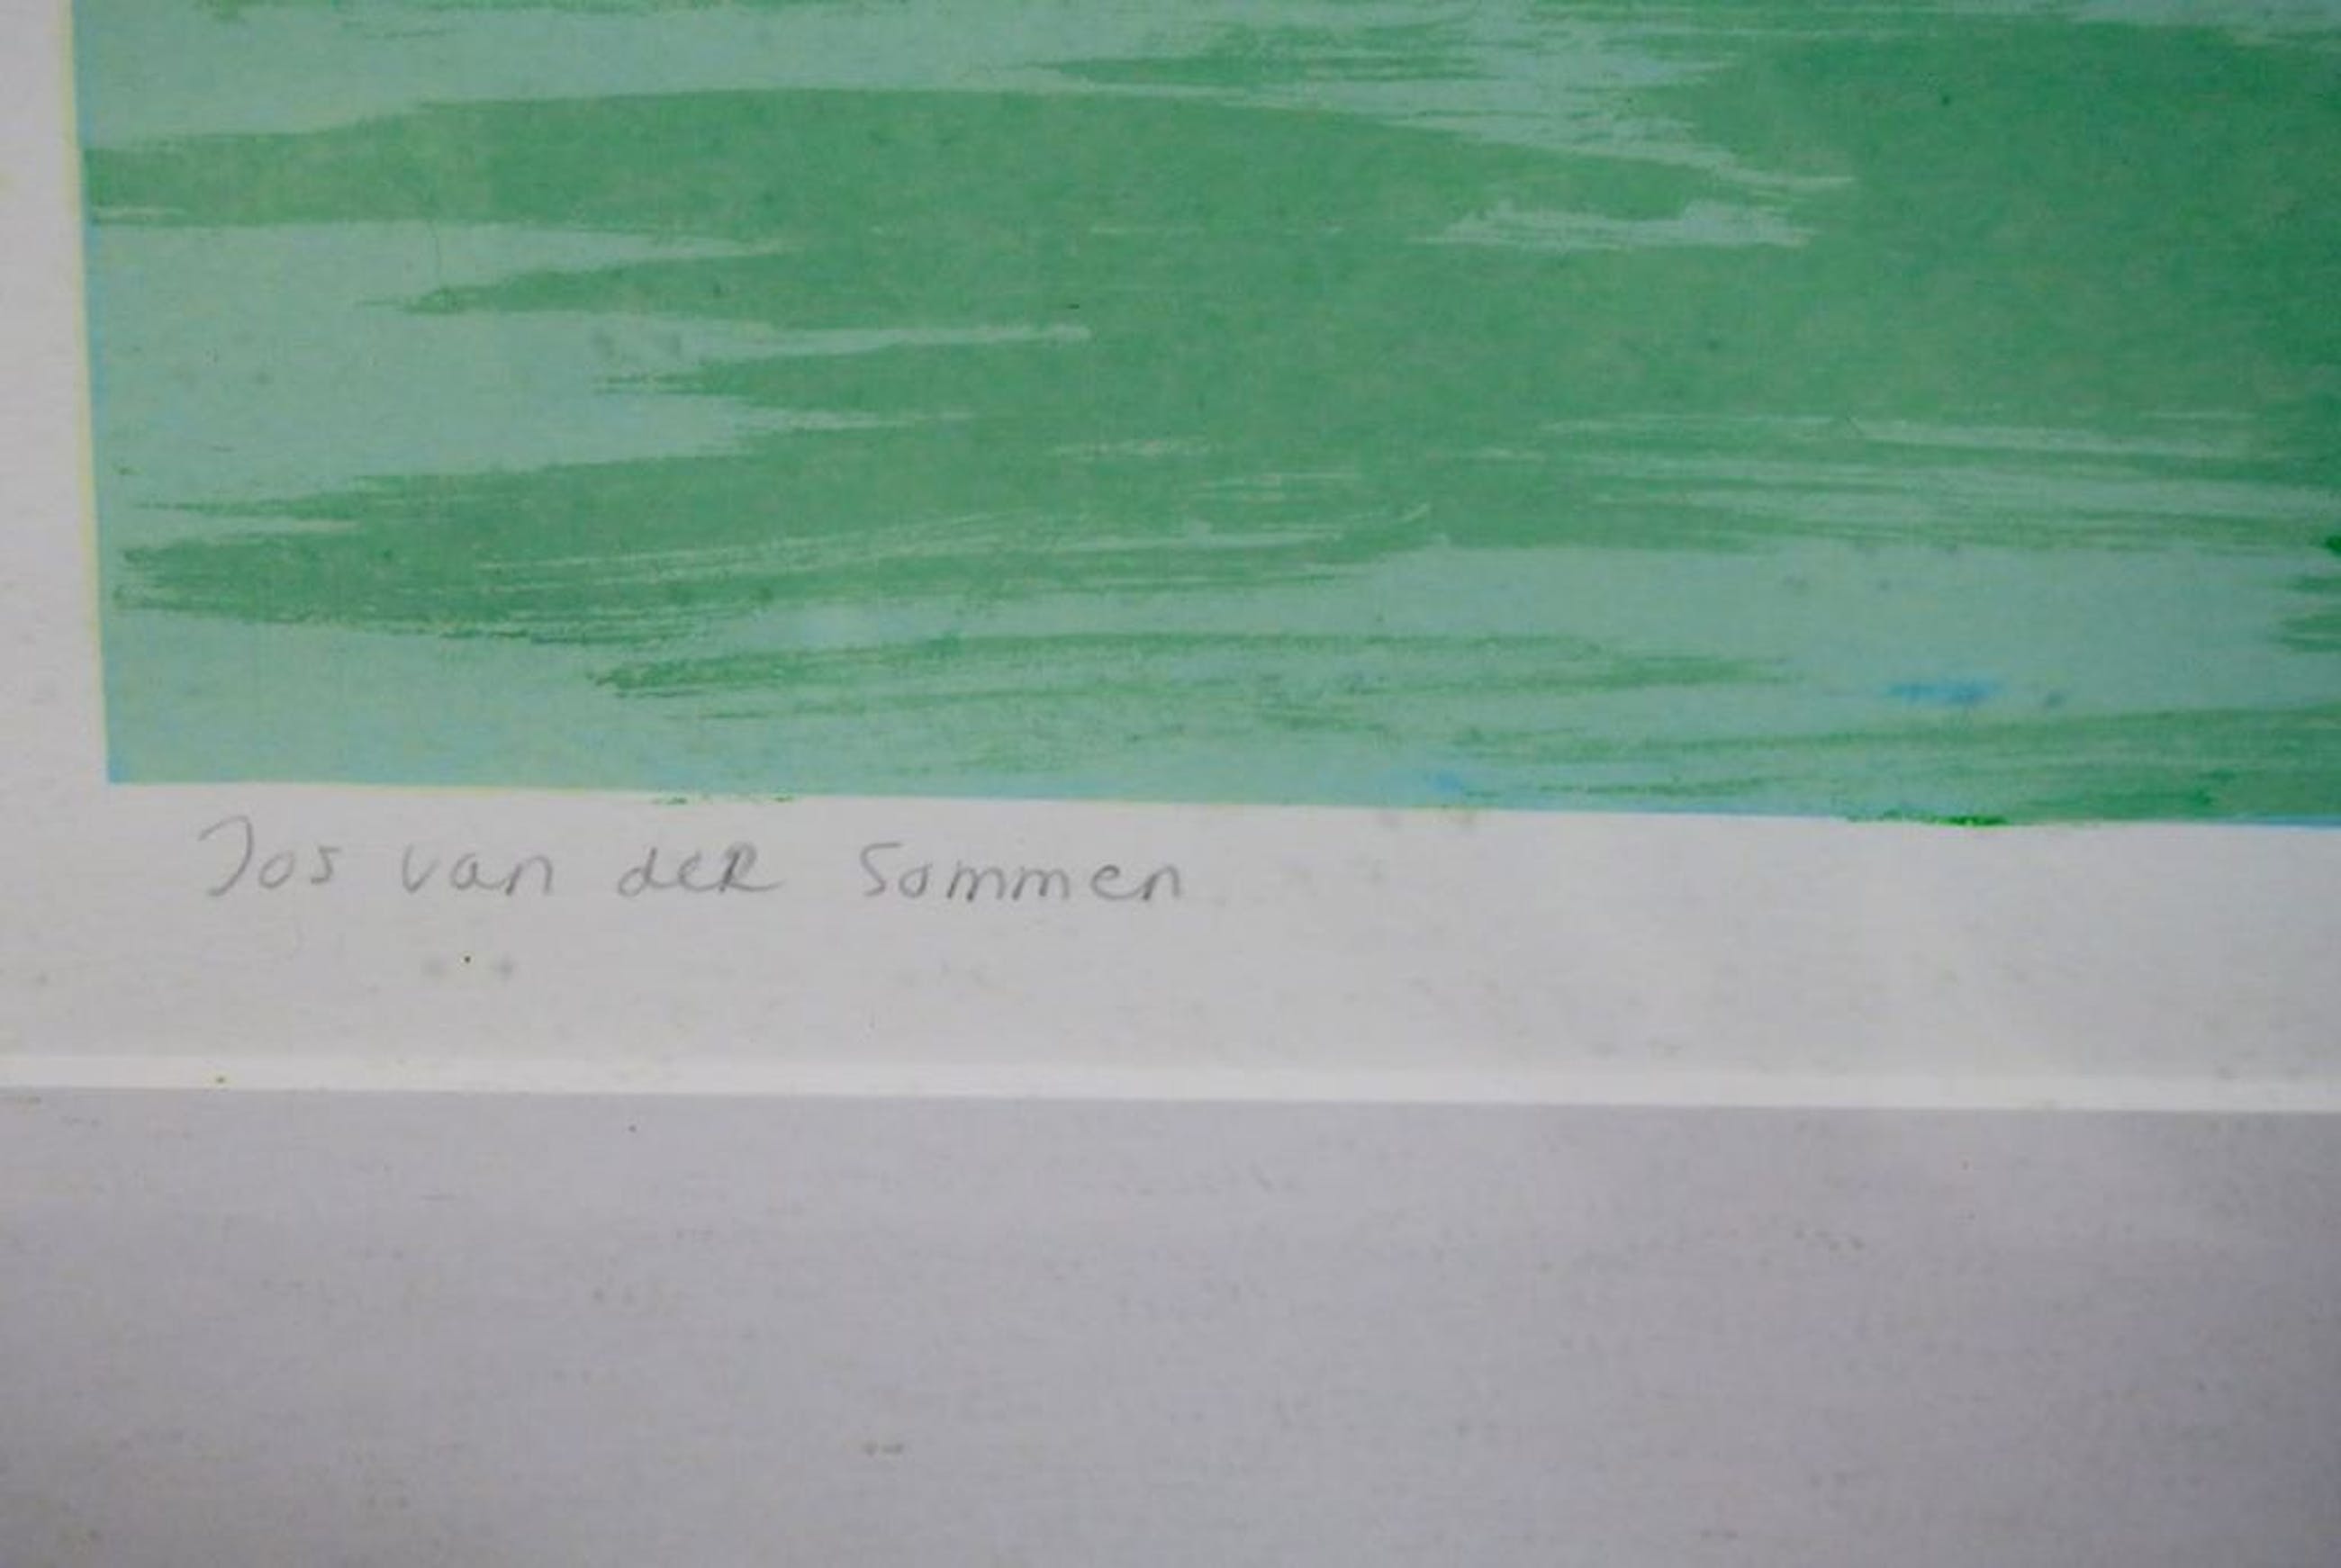 Jos van deR Sommen